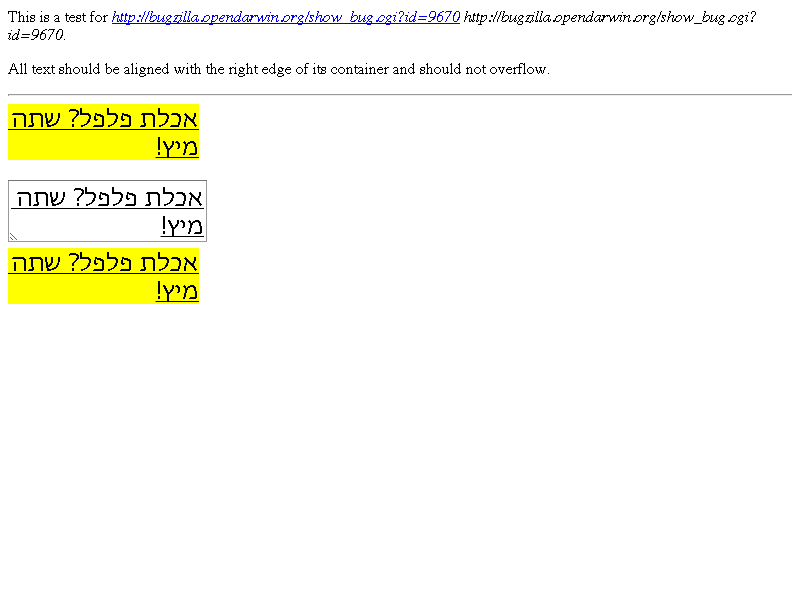 This is a test for http://bugzilla.opendarwin.org/show_bug.cgi?id=9670 http://bugzilla.opendarwin.org/show_bug.cgi?
id=9670.
All text should be aligned with the right edge of its container and should not overflow.
אכלת פלפל? שתה
מיץ!
אכלת פלפל? שתה
מיץ!
אכלת פלפל? שתה
מיץ!